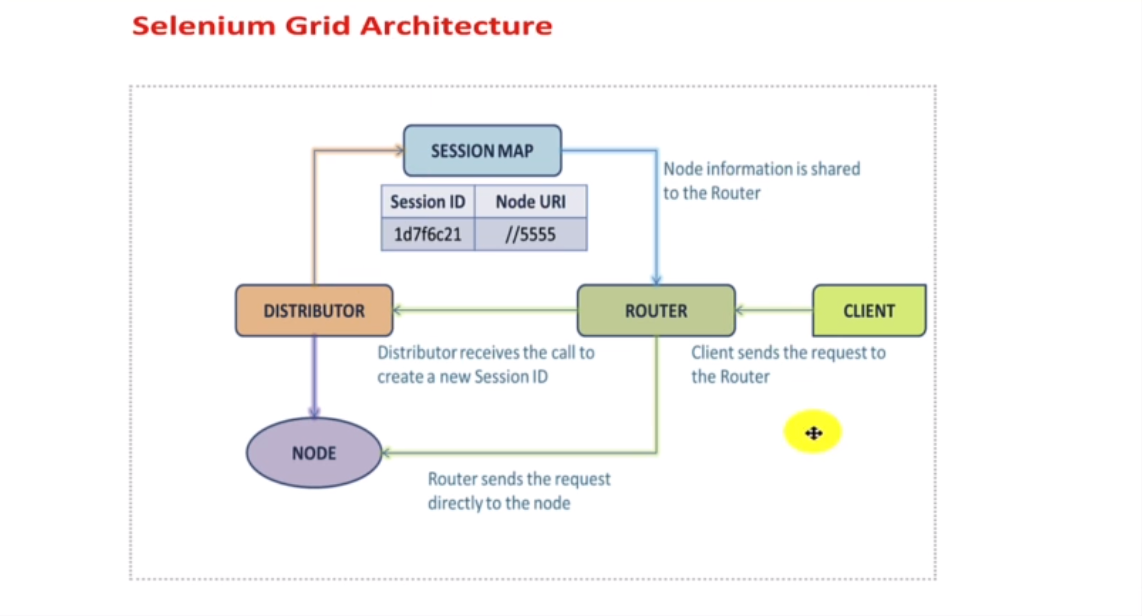 Selenium Grid Architecture
SESSION MAP
Node information is shared
to the Router
Session ID Node URI
1d7f6c21 //5555
DISTRIBUTOR ROUTER CLIENT
Distributor receives the call to
create a new Session ID
Client sends the request to
the Router
NODE
Router sends the request
directly to the node